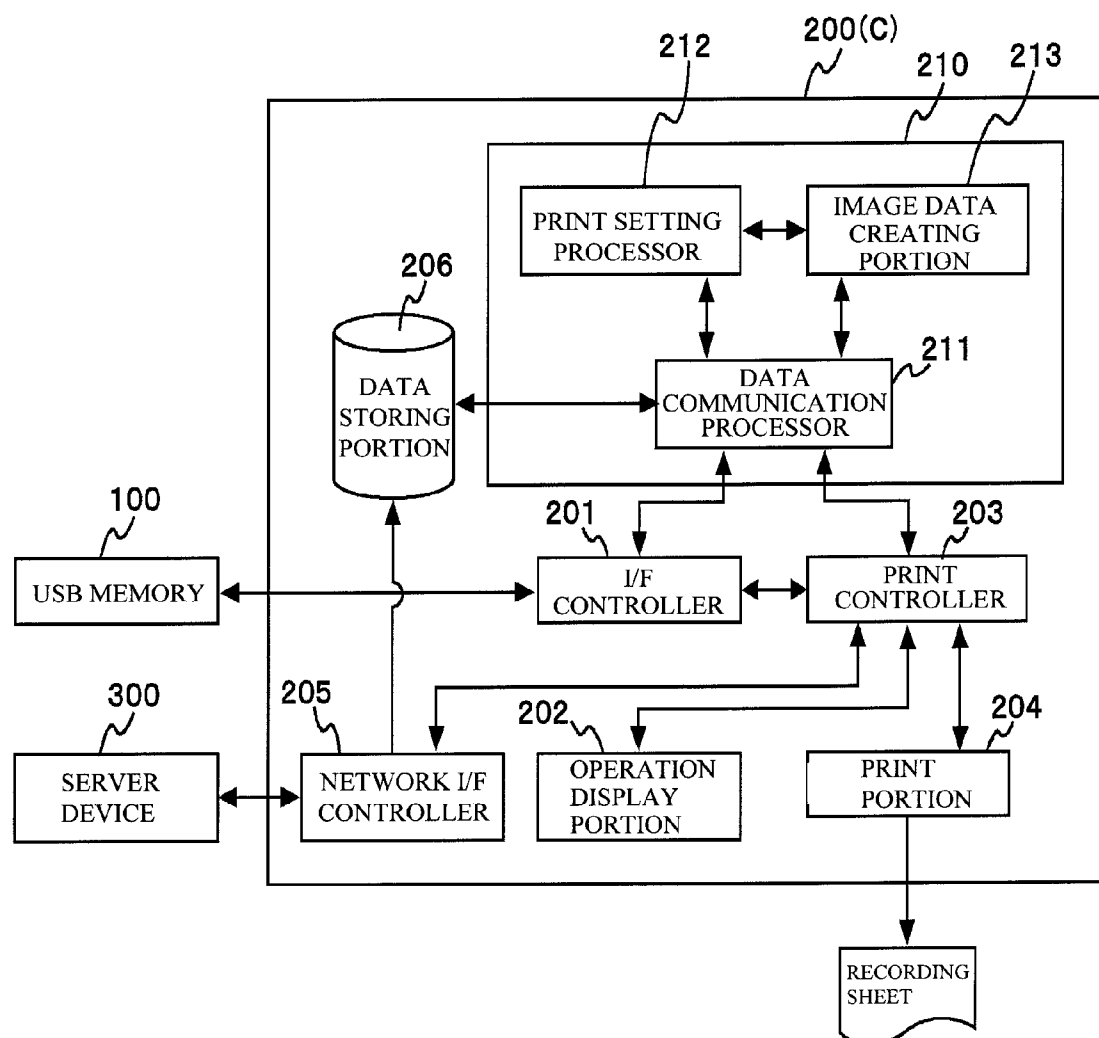 200(C)
212
213
210
PRINT SETTING
PROCESSOR
IMAGE DATA
CREATING
PORTION
206
211
DATA
STORING
PORTION
DATA
COMMUNICATION
PROCESSOR
100
201
203
USB MEMORY
I/F
CONTROLLER
PRINT
CONTROLLER
300
205
202
204
SERVER
DEVICE
NETWORK I/F
CONTROLLER
OPERATION
DISPLAY
PORTION
PRINT
PORTION
RECORDING
SHEET